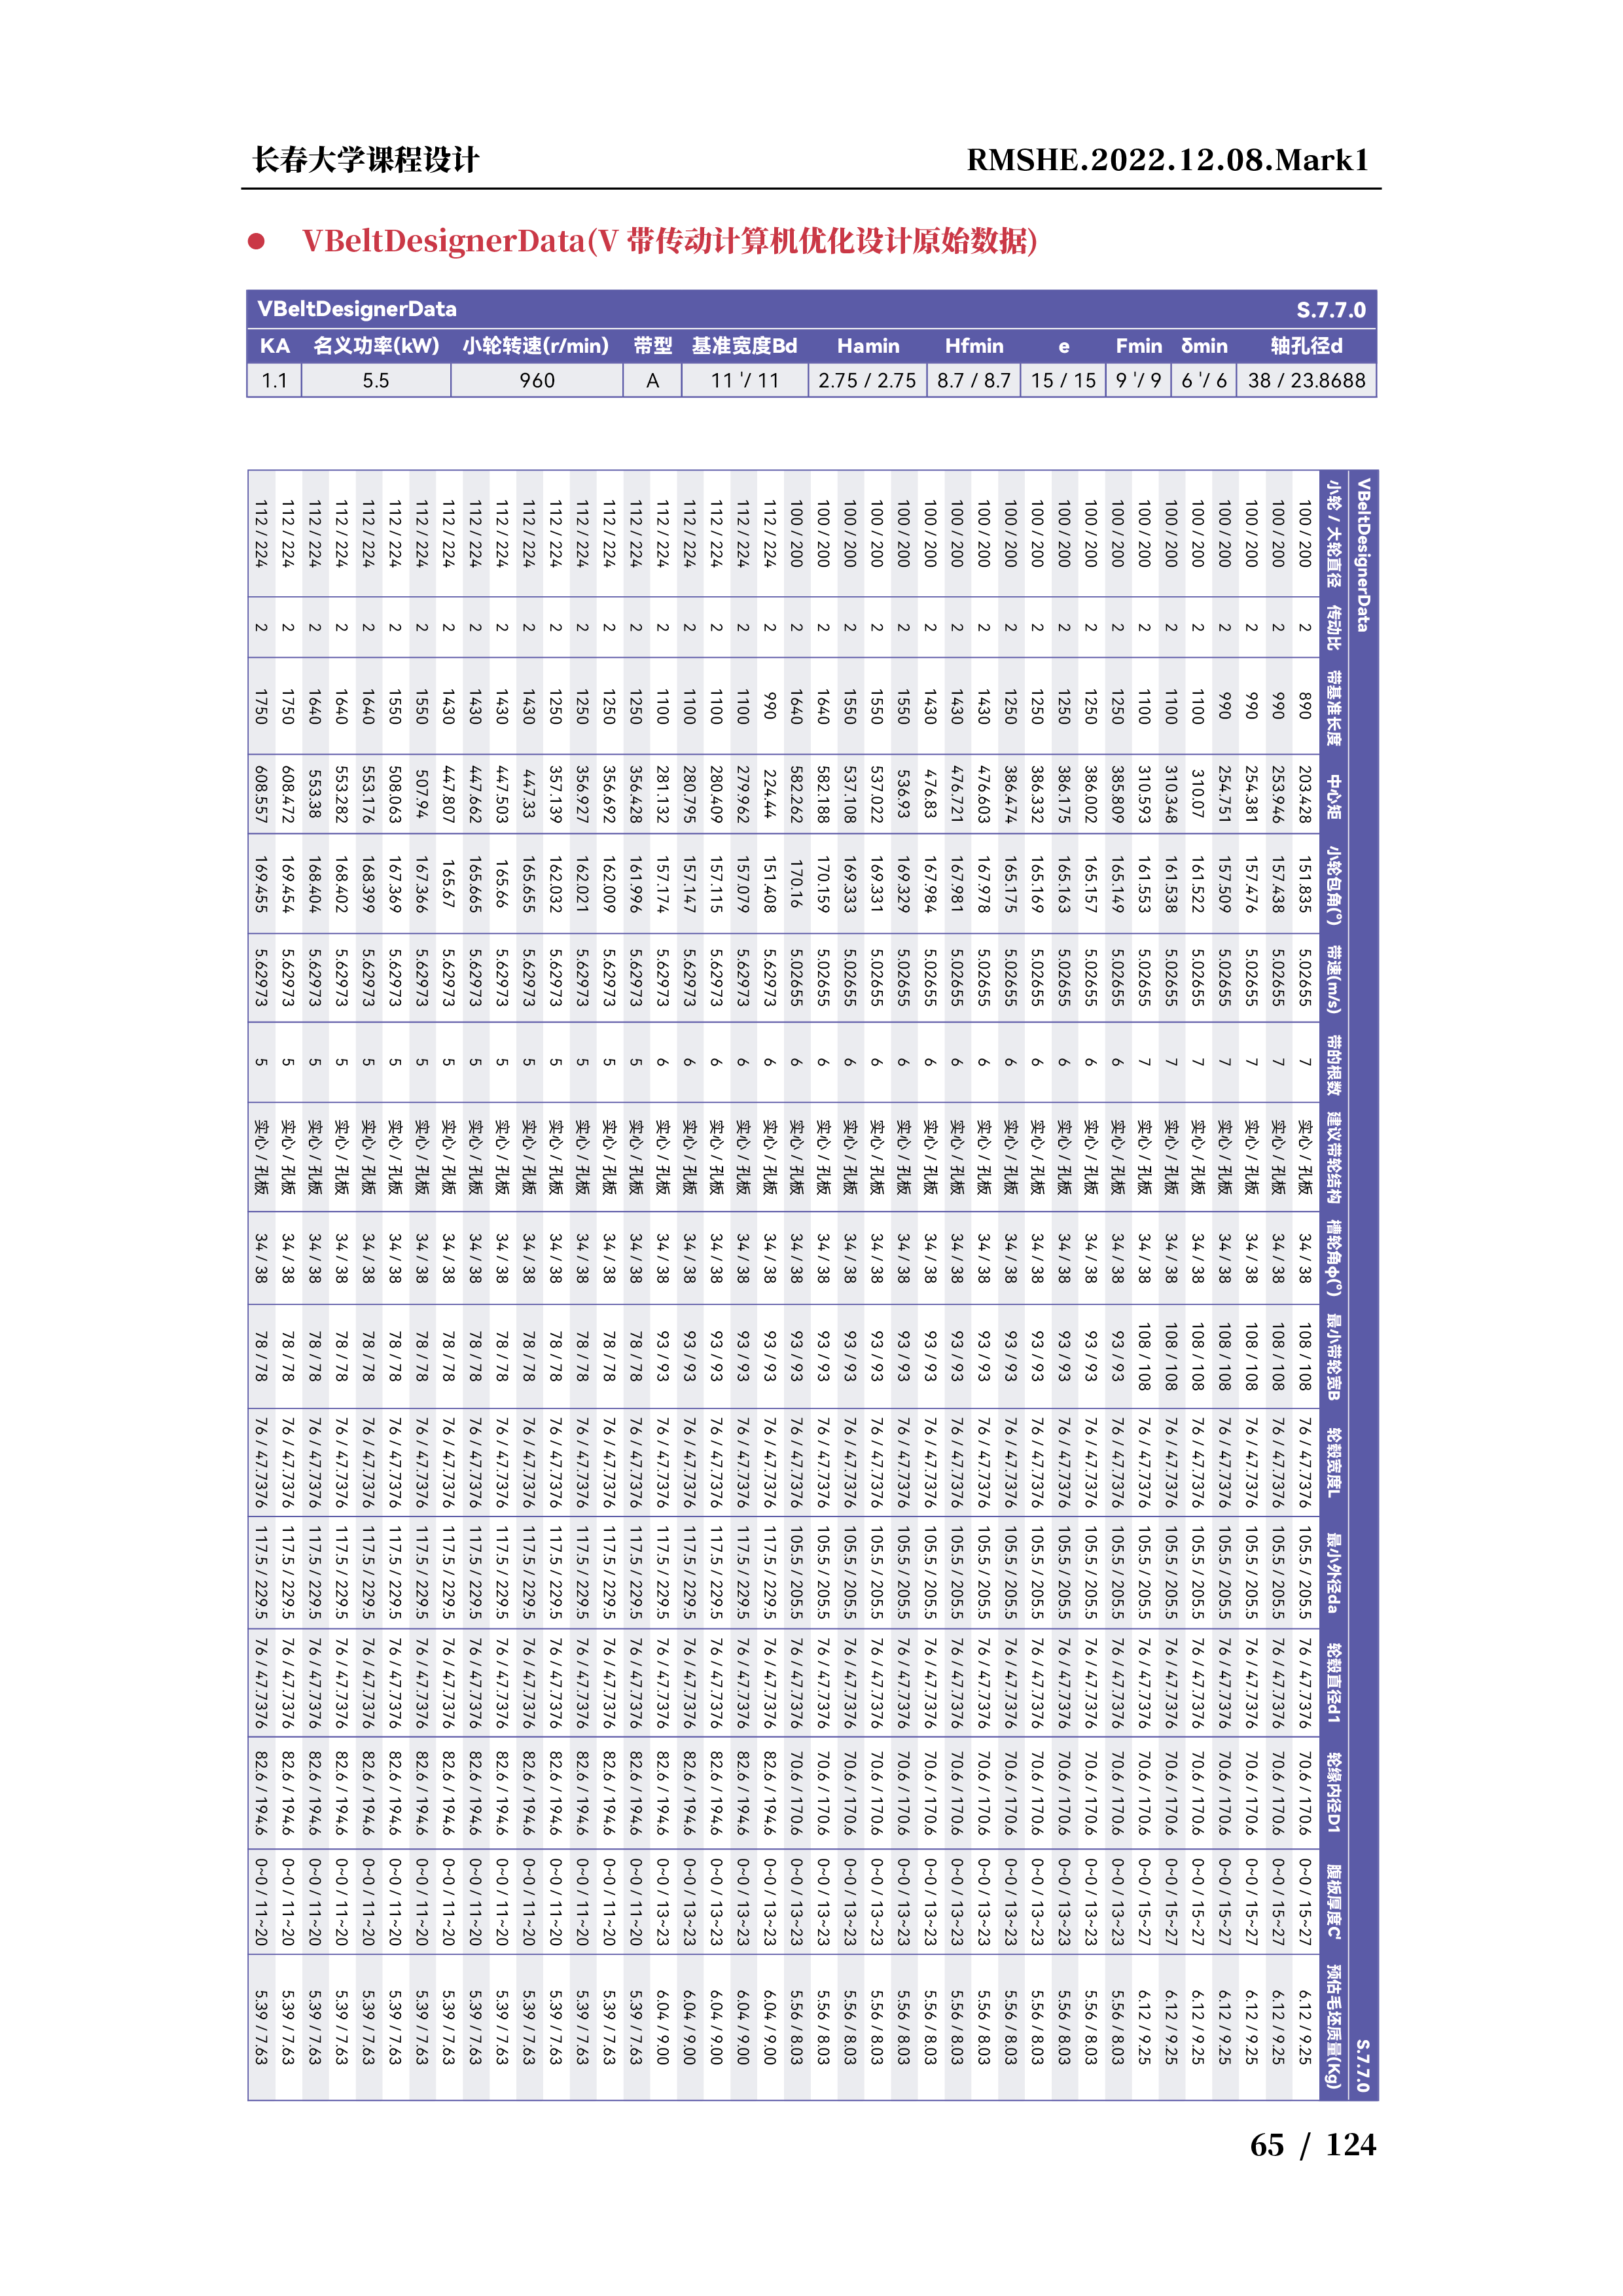 长春大学课程设计 RMSHE.2022.12.08.Mark1
● VBeltDesignerData(V 带传动计算机优化设计原始数据)
VBeltDesignerData S.7.7.0
KA 名义功率(kW) 小轮转速(r/min) 带型 基准宽度Bd Hamin Hfmin e Fmin δmin 轴孔径d
1.1 5.5 960 A 11 '/ 11 2.75 / 2.75 8.7 / 8.7 15 / 15 9 '/ 9 6 '/ 6 38 / 23.8688
VBeltDesignerData S.7.7.0
小轮 / 大轮直径 传动比 带基准长度 中心矩 小轮包角(°) 带速(m/s) 带的根数 建议带轮结构 槽轮角φ(°) 最小带轮宽B 轮毂宽度L 最小外径da 轮毂直径d1 轮缘内径D1 腹板厚度C' 预估毛坯质量(Kg)
100 / 200 2 890 203.428 151.835 5.02655 7 实心 / 孔板 34 / 38 108 / 108 76 / 47.7376 105.5 / 205.5 76 / 47.7376 70.6 / 170.6 0~0 / 15~27 6.12 / 9.25
100 / 200 2 990 253.946 157.438 5.02655 7 实心 / 孔板 34 / 38 108 / 108 76 / 47.7376 105.5 / 205.5 76 / 47.7376 70.6 / 170.6 0~0 / 15~27 6.12 / 9.25
100 / 200 2 990 254.381 157.476 5.02655 7 实心 / 孔板 34 / 38 108 / 108 76 / 47.7376 105.5 / 205.5 76 / 47.7376 70.6 / 170.6 0~0 / 15~27 6.12 / 9.25
100 / 200 2 990 254.751 157.509 5.02655 7 实心 / 孔板 34 / 38 108 / 108 76 / 47.7376 105.5 / 205.5 76 / 47.7376 70.6 / 170.6 0~0 / 15~27 6.12 / 9.25
100 / 200 2 1100 310.07 161.522 5.02655 7 实心 / 孔板 34 / 38 108 / 108 76 / 47.7376 105.5 / 205.5 76 / 47.7376 70.6 / 170.6 0~0 / 15~27 6.12 / 9.25
100 / 200 2 1100 310.348 161.538 5.02655 7 实心 / 孔板 34 / 38 108 / 108 76 / 47.7376 105.5 / 205.5 76 / 47.7376 70.6 / 170.6 0~0 / 15~27 6.12 / 9.25
100 / 200 2 1100 310.593 161.553 5.02655 7 实心 / 孔板 34 / 38 108 / 108 76 / 47.7376 105.5 / 205.5 76 / 47.7376 70.6 / 170.6 0~0 / 15~27 6.12 / 9.25
100 / 200 2 1250 385.809 165.149 5.02655 6 实心 / 孔板 34 / 38 93 / 93 76 / 47.7376 105.5 / 205.5 76 / 47.7376 70.6 / 170.6 0~0 / 13~23 5.56 / 8.03
100 / 200 2 1250 386.002 165.157 5.02655 6 实心 / 孔板 34 / 38 93 / 93 76 / 47.7376 105.5 / 205.5 76 / 47.7376 70.6 / 170.6 0~0 / 13~23 5.56 / 8.03
100 / 200 2 1250 386.175 165.163 5.02655 6 实心 / 孔板 34 / 38 93 / 93 76 / 47.7376 105.5 / 205.5 76 / 47.7376 70.6 / 170.6 0~0 / 13~23 5.56 / 8.03
100 / 200 2 1250 386.332 165.169 5.02655 6 实心 / 孔板 34 / 38 93 / 93 76 / 47.7376 105.5 / 205.5 76 / 47.7376 70.6 / 170.6 0~0 / 13~23 5.56 / 8.03
100 / 200 2 1250 386.474 165.175 5.02655 6 实心 / 孔板 34 / 38 93 / 93 76 / 47.7376 105.5 / 205.5 76 / 47.7376 70.6 / 170.6 0~0 / 13~23 5.56 / 8.03
100 / 200 2 1430 476.603 167.978 5.02655 6 实心 / 孔板 34 / 38 93 / 93 76 / 47.7376 105.5 / 205.5 76 / 47.7376 70.6 / 170.6 0~0 / 13~23 5.56 / 8.03
100 / 200 2 1430 476.721 167.981 5.02655 6 实心 / 孔板 34 / 38 93 / 93 76 / 47.7376 105.5 / 205.5 76 / 47.7376 70.6 / 170.6 0~0 / 13~23 5.56 / 8.03
100 / 200 2 1430 476.83 167.984 5.02655 6 实心 / 孔板 34 / 38 93 / 93 76 / 47.7376 105.5 / 205.5 76 / 47.7376 70.6 / 170.6 0~0 / 13~23 5.56 / 8.03
100 / 200 2 1550 536.93 169.329 5.02655 6 实心 / 孔板 34 / 38 93 / 93 76 / 47.7376 105.5 / 205.5 76 / 47.7376 70.6 / 170.6 0~0 / 13~23 5.56 / 8.03
100 / 200 2 1550 537.022 169.331 5.02655 6 实心 / 孔板 34 / 38 93 / 93 76 / 47.7376 105.5 / 205.5 76 / 47.7376 70.6 / 170.6 0~0 / 13~23 5.56 / 8.03
100 / 200 2 1550 537.108 169.333 5.02655 6 实心 / 孔板 34 / 38 93 / 93 76 / 47.7376 105.5 / 205.5 76 / 47.7376 70.6 / 170.6 0~0 / 13~23 5.56 / 8.03
100 / 200 2 1640 582.188 170.159 5.02655 6 实心 / 孔板 34 / 38 93 / 93 76 / 47.7376 105.5 / 205.5 76 / 47.7376 70.6 / 170.6 0~0 / 13~23 5.56 / 8.03
100 / 200 2 1640 582.262 170.16 5.02655 6 实心 / 孔板 34 / 38 93 / 93 76 / 47.7376 105.5 / 205.5 76 / 47.7376 70.6 / 170.6 0~0 / 13~23 5.56 / 8.03
112 / 224 2 990 224.44 151.408 5.62973 6 实心 / 孔板 34 / 38 93 / 93 76 / 47.7376 117.5 / 229.5 76 / 47.7376 82.6 / 194.6 0~0 / 13~23 6.04 / 9.00
112 / 224 2 1100 279.962 157.079 5.62973 6 实心 / 孔板 34 / 38 93 / 93 76 / 47.7376 117.5 / 229.5 76 / 47.7376 82.6 / 194.6 0~0 / 13~23 6.04 / 9.00
112 / 224 2 1100 280.409 157.115 5.62973 6 实心 / 孔板 34 / 38 93 / 93 76 / 47.7376 117.5 / 229.5 76 / 47.7376 82.6 / 194.6 0~0 / 13~23 6.04 / 9.00
112 / 224 2 1100 280.795 157.147 5.62973 6 实心 / 孔板 34 / 38 93 / 93 76 / 47.7376 117.5 / 229.5 76 / 47.7376 82.6 / 194.6 0~0 / 13~23 6.04 / 9.00
112 / 224 2 1100 281.132 157.174 5.62973 6 实心 / 孔板 34 / 38 93 / 93 76 / 47.7376 117.5 / 229.5 76 / 47.7376 82.6 / 194.6 0~0 / 13~23 6.04 / 9.00
112 / 224 2 1250 356.428 161.996 5.62973 5 实心 / 孔板 34 / 38 78 / 78 76 / 47.7376 117.5 / 229.5 76 / 47.7376 82.6 / 194.6 0~0 / 11~20 5.39 / 7.63
112 / 224 2 1250 356.692 162.009 5.62973 5 实心 / 孔板 34 / 38 78 / 78 76 / 47.7376 117.5 / 229.5 76 / 47.7376 82.6 / 194.6 0~0 / 11~20 5.39 / 7.63
112 / 224 2 1250 356.927 162.021 5.62973 5 实心 / 孔板 34 / 38 78 / 78 76 / 47.7376 117.5 / 229.5 76 / 47.7376 82.6 / 194.6 0~0 / 11~20 5.39 / 7.63
112 / 224 2 1250 357.139 162.032 5.62973 5 实心 / 孔板 34 / 38 78 / 78 76 / 47.7376 117.5 / 229.5 76 / 47.7376 82.6 / 194.6 0~0 / 11~20 5.39 / 7.63
112 / 224 2 1430 447.33 165.655 5.62973 5 实心 / 孔板 34 / 38 78 / 78 76 / 47.7376 117.5 / 229.5 76 / 47.7376 82.6 / 194.6 0~0 / 11~20 5.39 / 7.63
112 / 224 2 1430 447.503 165.66 5.62973 5 实心 / 孔板 34 / 38 78 / 78 76 / 47.7376 117.5 / 229.5 76 / 47.7376 82.6 / 194.6 0~0 / 11~20 5.39 / 7.63
112 / 224 2 1430 447.662 165.665 5.62973 5 实心 / 孔板 34 / 38 78 / 78 76 / 47.7376 117.5 / 229.5 76 / 47.7376 82.6 / 194.6 0~0 / 11~20 5.39 / 7.63
112 / 224 2 1430 447.807 165.67 5.62973 5 实心 / 孔板 34 / 38 78 / 78 76 / 47.7376 117.5 / 229.5 76 / 47.7376 82.6 / 194.6 0~0 / 11~20 5.39 / 7.63
112 / 224 2 1550 507.94 167.366 5.62973 5 实心 / 孔板 34 / 38 78 / 78 76 / 47.7376 117.5 / 229.5 76 / 47.7376 82.6 / 194.6 0~0 / 11~20 5.39 / 7.63
112 / 224 2 1550 508.063 167.369 5.62973 5 实心 / 孔板 34 / 38 78 / 78 76 / 47.7376 117.5 / 229.5 76 / 47.7376 82.6 / 194.6 0~0 / 11~20 5.39 / 7.63
112 / 224 2 1640 553.176 168.399 5.62973 5 实心 / 孔板 34 / 38 78 / 78 76 / 47.7376 117.5 / 229.5 76 / 47.7376 82.6 / 194.6 0~0 / 11~20 5.39 / 7.63
112 / 224 2 1640 553.282 168.402 5.62973 5 实心 / 孔板 34 / 38 78 / 78 76 / 47.7376 117.5 / 229.5 76 / 47.7376 82.6 / 194.6 0~0 / 11~20 5.39 / 7.63
112 / 224 2 1640 553.38 168.404 5.62973 5 实心 / 孔板 34 / 38 78 / 78 76 / 47.7376 117.5 / 229.5 76 / 47.7376 82.6 / 194.6 0~0 / 11~20 5.39 / 7.63
112 / 224 2 1750 608.472 169.454 5.62973 5 实心 / 孔板 34 / 38 78 / 78 76 / 47.7376 117.5 / 229.5 76 / 47.7376 82.6 / 194.6 0~0 / 11~20 5.39 / 7.63
112 / 224 2 1750 608.557 169.455 5.62973 5 实心 / 孔板 34 / 38 78 / 78 76 / 47.7376 117.5 / 229.5 76 / 47.7376 82.6 / 194.6 0~0 / 11~20 5.39 / 7.63
65 / 124